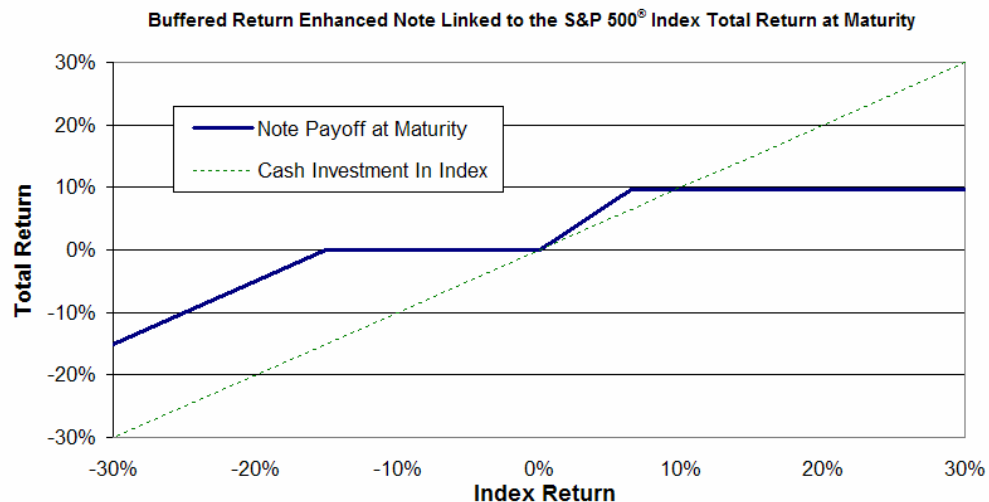 Buffered Return Enhanced Note Linked to the S&P 500® Index Total Return at Maturity
30%
20%
10%
0%
-10%
-20%
-30%
Total Return
Note Payoff at Maturity
Cash Investment In Index
-30%
-20%
-10%
0%
10%
20%
30%
Index Return